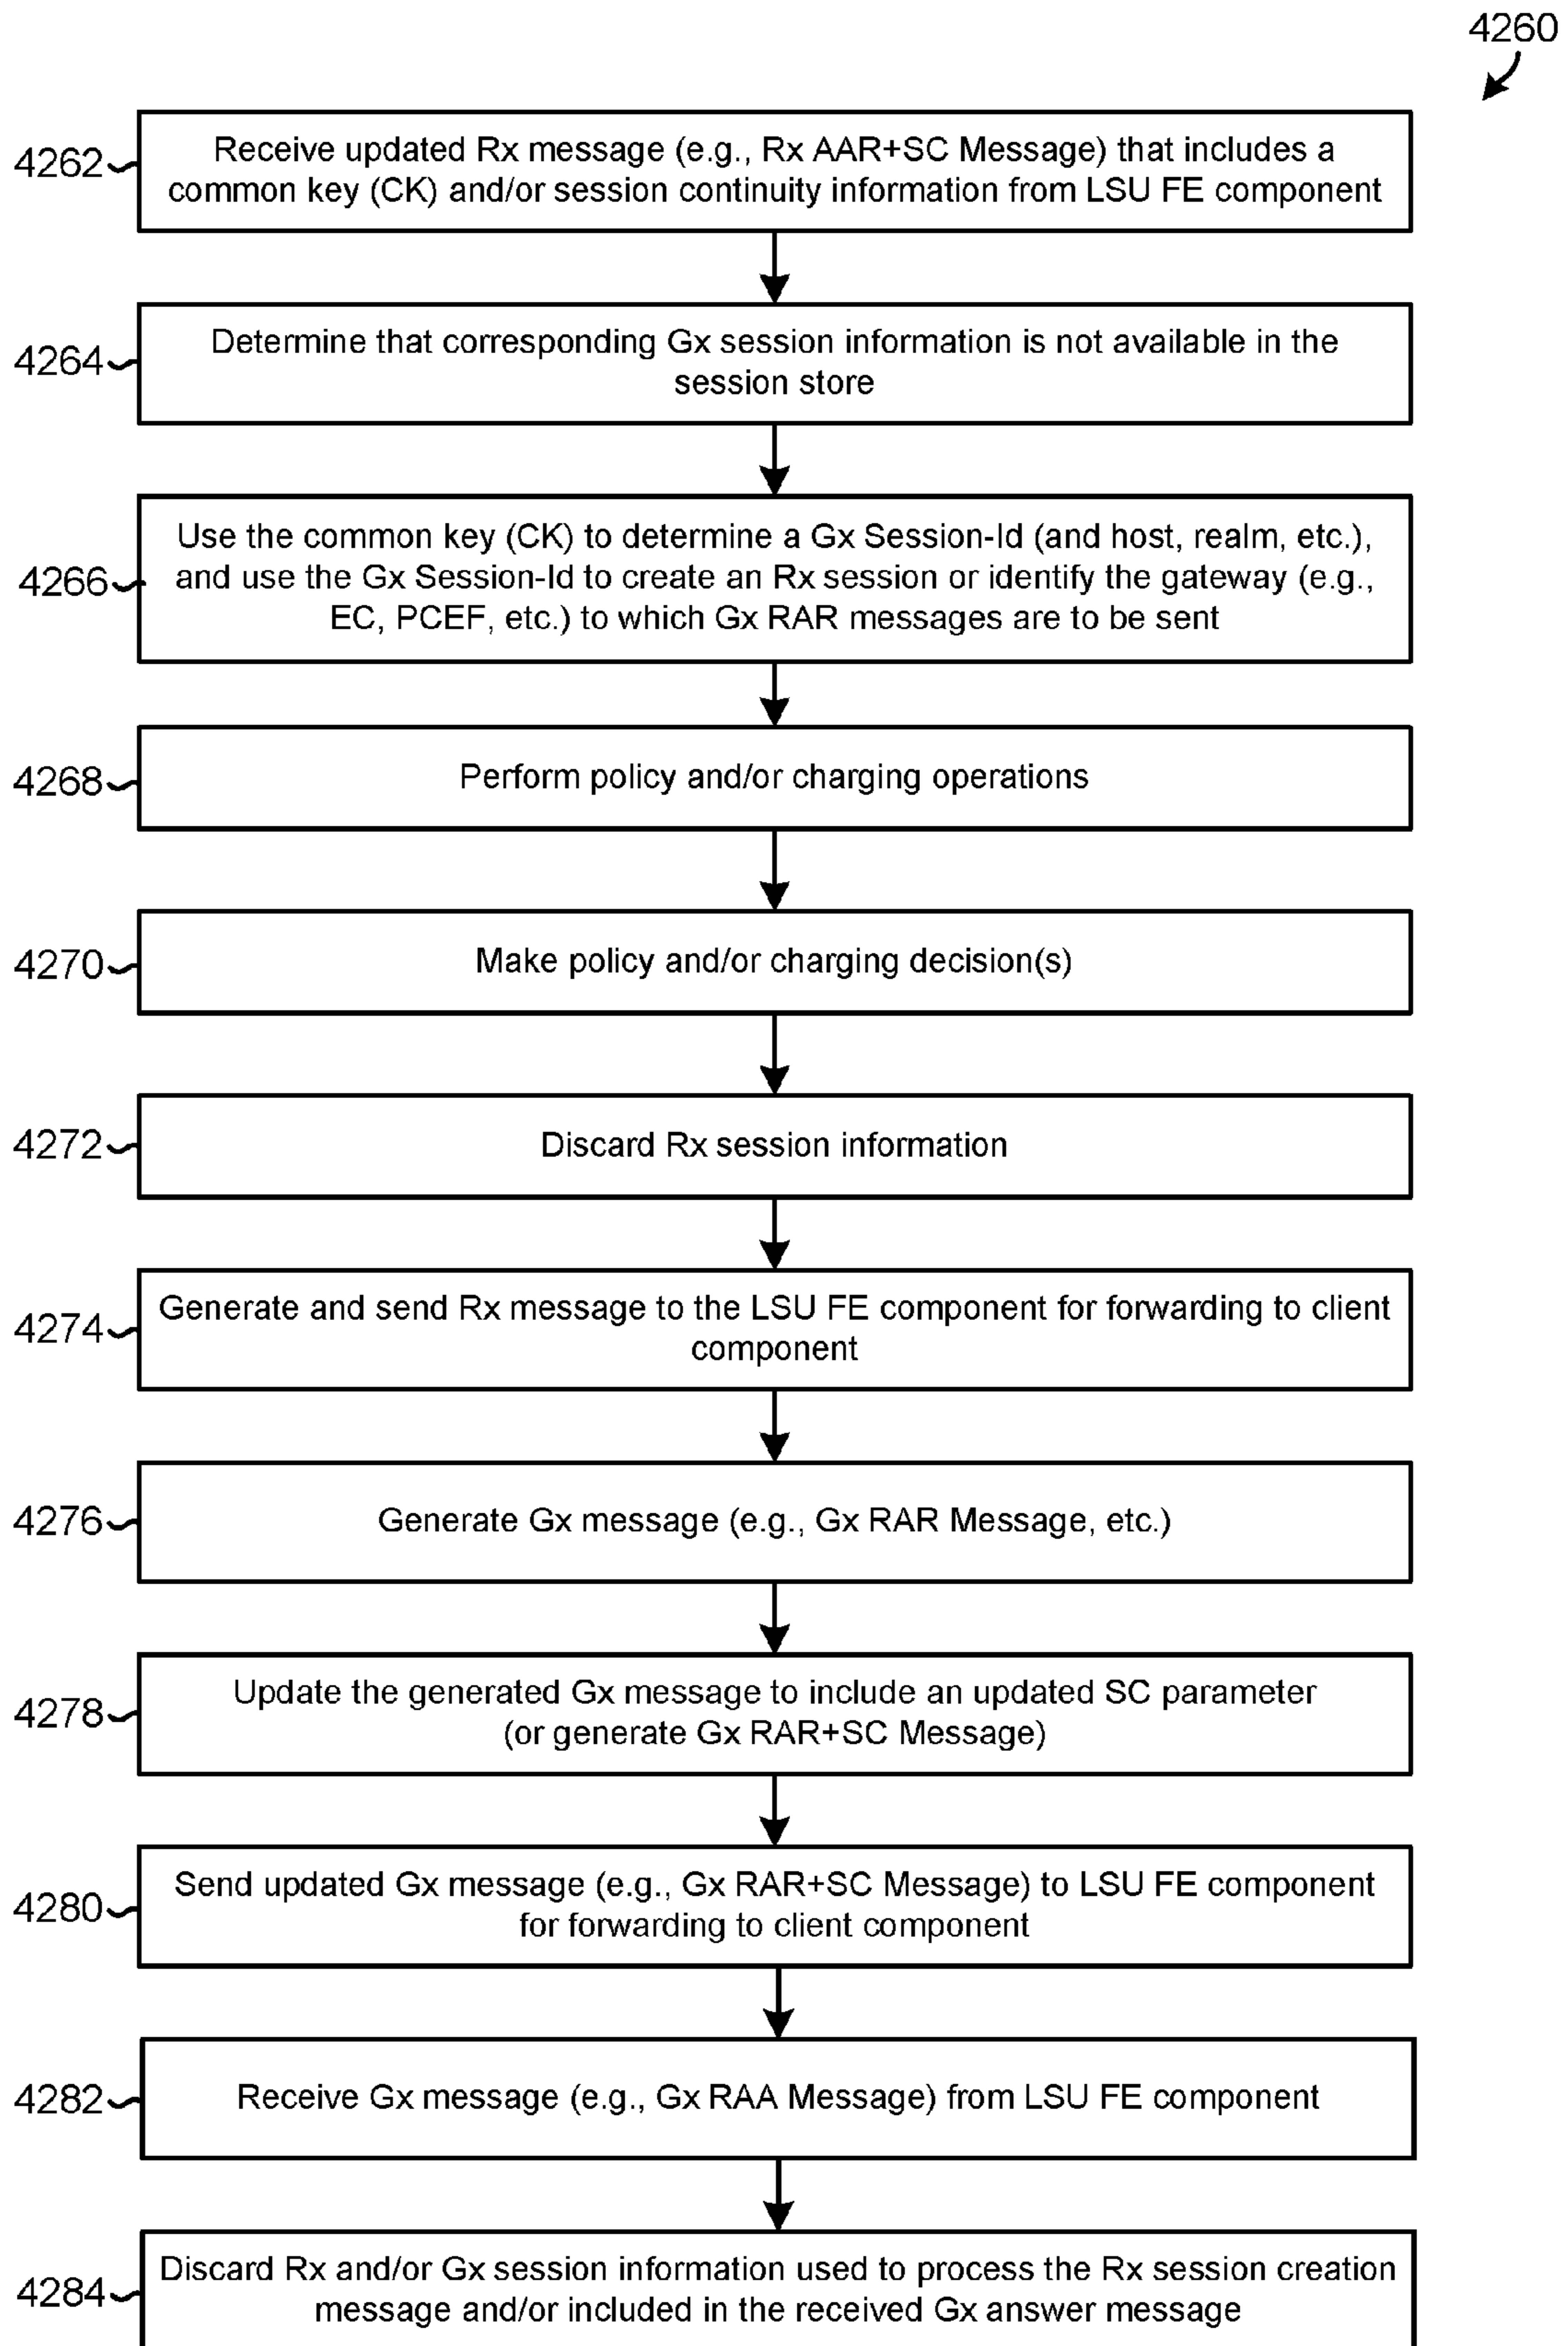 4260
4262
Receive updated Rx message (e.g., Rx AAR+SC Message) that includes a
common key (CK) and/or session continuity information from LSU FE component
4264
Determine that corresponding Gx session information is not available in the
session store
4266
Use the common key (CK) to determine a Gx Session-Id (and host, realm, etc.),
and use the Gx Session-Id to create an Rx session or identify the gateway (e.g.,
EC, PCEF, etc.) to which Gx RAR messages are to be sent
4268
Perform policy and/or charging operations
4270
Make policy and/or charging decision(s)
4272
Discard Rx session information
4274
Generate and send Rx message to the LSU FE component for forwarding to client
component
4276
Generate Gx message (e.g., Gx RAR Message, etc.)
4278
Update the generated Gx message to include an updated SC parameter
(or generate Gx RAR+SC Message)
4280
Send updated Gx message (e.g., Gx RAR+SC Message) to LSU FE component
for forwarding to client component
4282
Receive Gx message (e.g., Gx RAA Message) from LSU FE component
4284
Discard Rx and/or Gx session information used to process the Rx session creation
message and/or included in the received Gx answer message